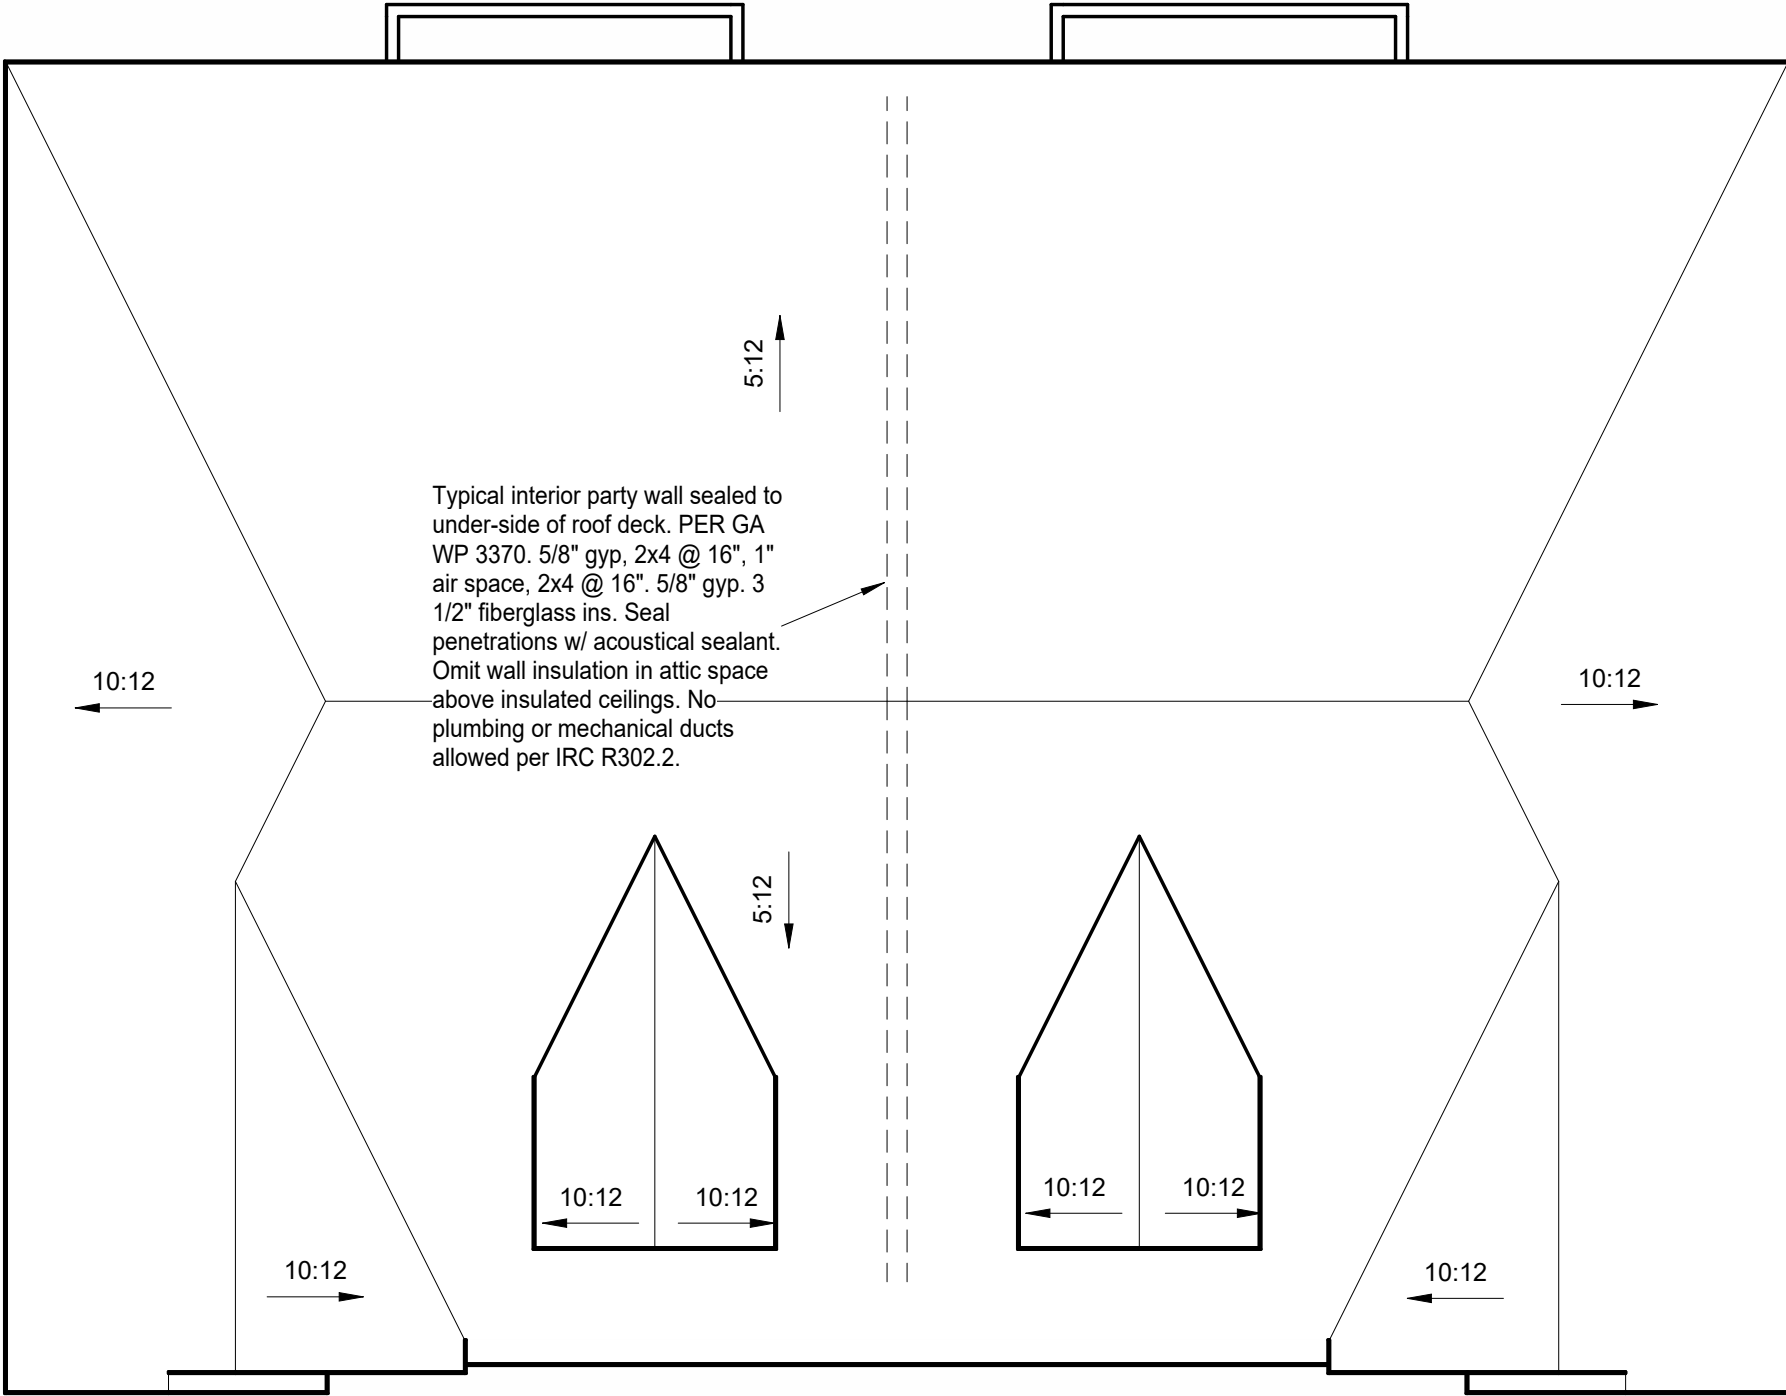 5:12
Typical interior party wall sealed to
under-side of roof deck. PER GA
WP 3370. 5/8" gyp, 2x4 @ 16", 1"
air space, 2x4 @ 16". 5/8" gyp. 3
1/2" fiberglass ins. Seal
penetrations w/ acoustical sealant.
Omit wall insulation in attic space
above insulated ceilings. No
plumbing or mechanical ducts
allowed per IRC R302.2.
10:12
10:12
5:12
10:12
10:12
10:12
10:12
10:12
10:12